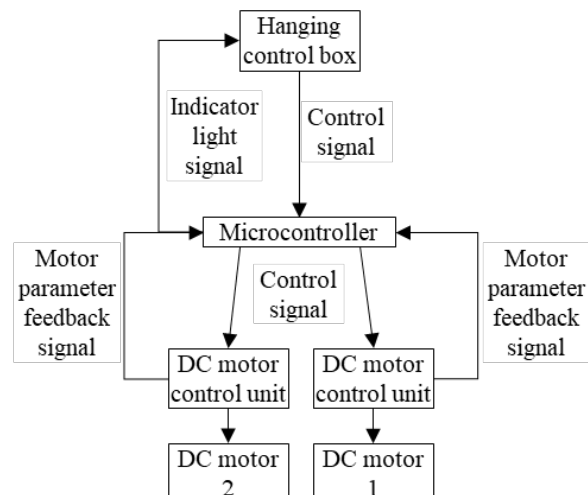 Hanging
control box
Indicator
light
signal
Control
signal
Microcontroller
Motor
parameter
feedback
signal
Control
signal
Motor
parameter
feedback
signal
DC motor
control unit
DC motor
control unit
DC motor
2
DC motor
1